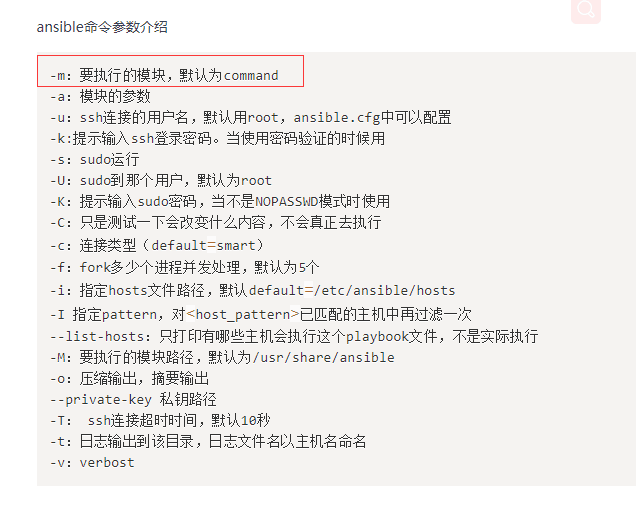 ansible命令参数介绍
-m：要执行的模块，默认为command
-a：模块的参数
-u：ssh连接的用户名，默认用root，ansible.cfg中可以配置
-k:提示输入ssh登录密码。当使用密码验证的时候用
-s：sudo运行
-U：sudo到那个用户，默认为root
-K：提示输入sudo密码，当不是NOPASSWD模式时使用
-C：只是测试一下会改变什么内容，不会真正去执行
-c：连接类型（default=smart）
-f：fork多少个进程并发处理，默认为5个
-i：指定hosts文件路径，默认default=/etc/ansible/hosts
-I 指定pattern，对<host_pattern>已匹配的主机中再过滤一次
--list-hosts：只打印有哪些主机会执行这个playbook文件，不是实际执行
-M：要执行的模块路径，默认为/usr/share/ansible
-o：压缩输出，摘要输出
--private-key 私钥路径
-T： ssh连接超时时间，默认10秒
-t：日志输出到该目录，日志文件名以主机名命名
-v：verbost